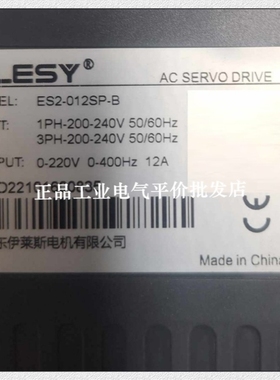 LESY®
AC SERVO DRIVE
EL: ES2-012SP-B
T: 1PH-200-240V 50/60Hz
3PH-200-240V 50/60Hz
PUT: 0-220V 0-400Hz 12A
正品工业电气平价批发店
东伊莱斯电机有限公司
CE
Made in China